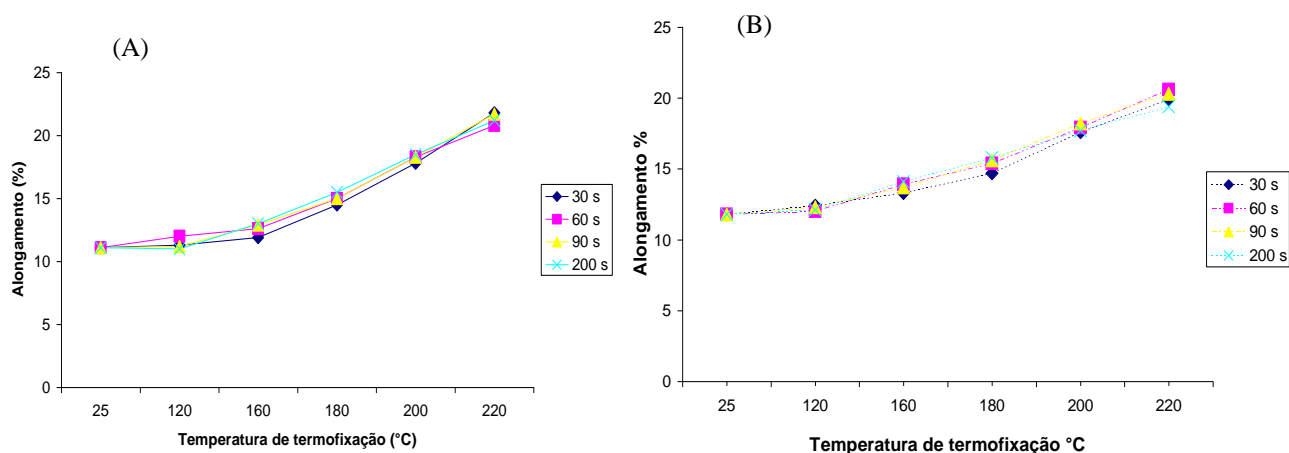 (A)
Alongamento (%)
25
20
15
10
5
0
25 120 160 180 200 220
Temperatura de termofixação (°C)
30 s
60 s
90 s
200 s
(B)
Alongamento %
25
20
15
10
5
0
25 120 160 180 200 220
Temperatura de termofixação °C
30 s
60 s
90 s
200 s